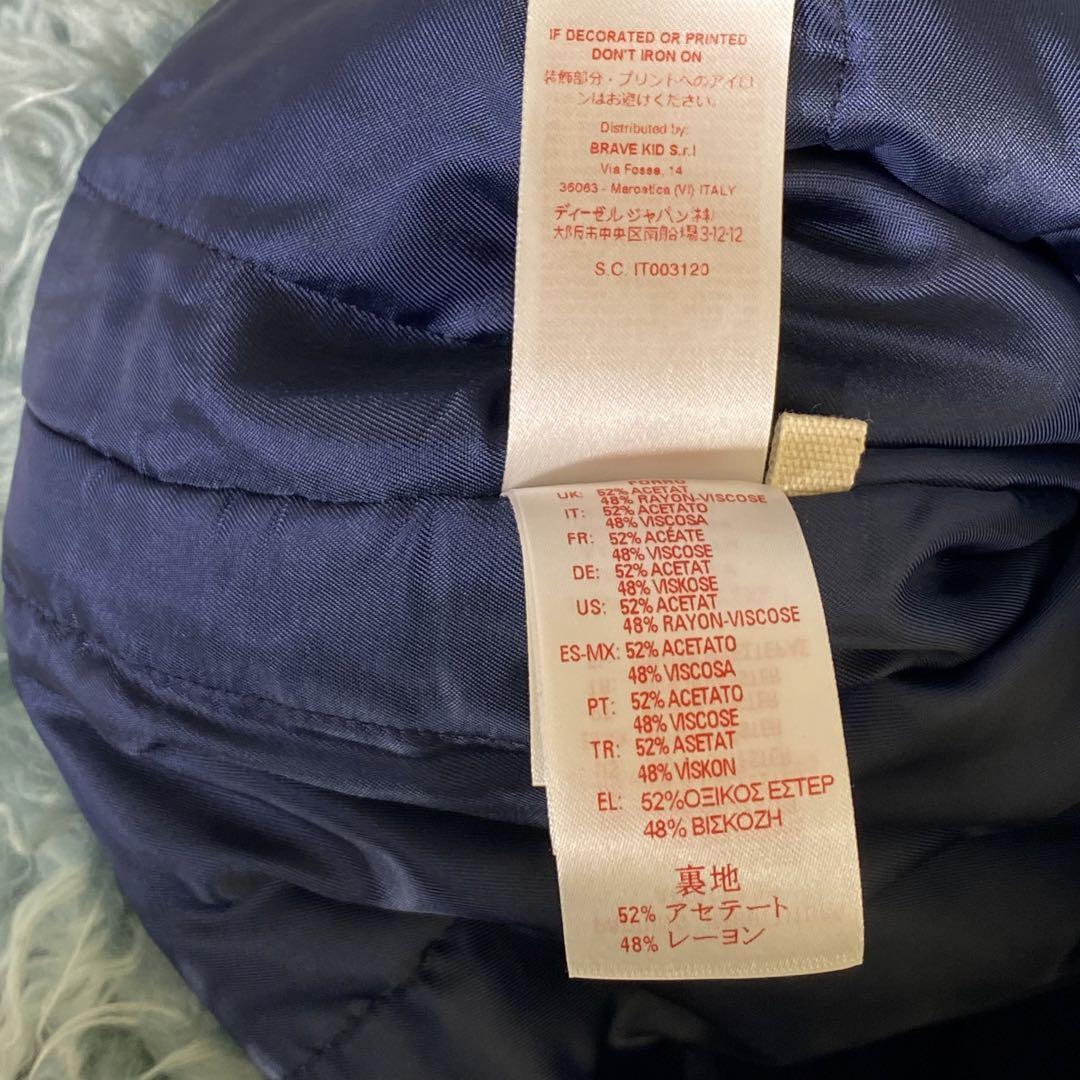 IF DECORATED OR PRINTED
DON'T IRON ON
装飾部分・プリントへのアイロ
ンはお避けください。
Distributed by:
BRAVE KID S.r.l
Via Fossa, 14
36063 - Marostica (VI) ITALY
ディーゼル ジャパン㈱
大阪市中央区南船場3-12-12
S.C. IT003120
FORRO
UK: 52% ACETAT
48% RAYON-VISCOSE
IT: 52% ACETATO
48% VISCOSA
FR: 52% ACÉATE
48% VISCOSE
DE: 52% ACETAT
48% VISKOSE
US: 52% ACETAT
48% RAYON-VISCOSE
ES-MX: 52% ACETATO
48% VISCOSA
PT: 52% ACETATO
48% VISCOSE
TR: 52% ASETAT
48% VİSKON
EL: 52%ΟΞΙΚΟΣ ΕΣΤΕΡ
48% ΒΙΣΚΟΖΗ
裏地
52% アセテート
48% レーヨン